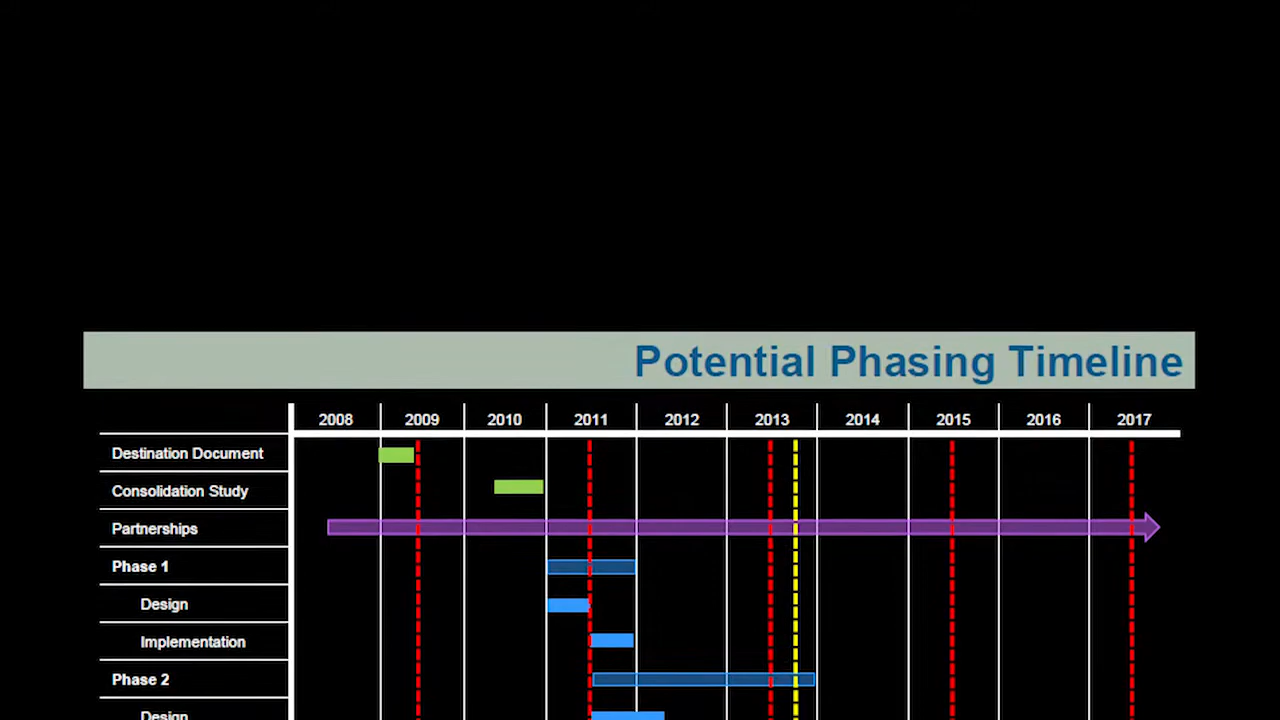 Potential Phasing Timeline
2008 2009 2010 2011 2012 2013 2014 2015 2016 2017
Destination Document
Consolidation Study
Partnerships
Phase 1
Design
Implementation
Phase 2
Design